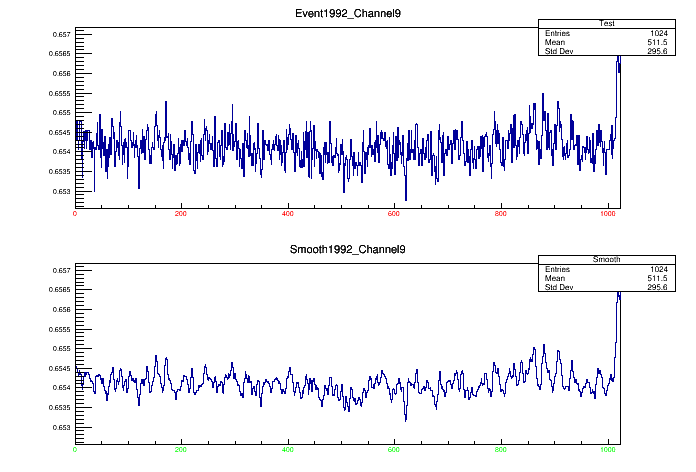 Event1992_Channel9
Test
Entries 1024
Mean 511.5
Std Dev 295.6
0.657
0.6565
0.656
0.6555
0.655
0.6545
0.654
0.6535
0.653
0 200 400 600 800 1000
Smooth1992_Channel9
Smooth
Entries 1024
Mean 511.5
Std Dev 295.6
0.657
0.6565
0.656
0.6555
0.655
0.6545
0.654
0.6535
0.653
0 200 400 600 800 1000